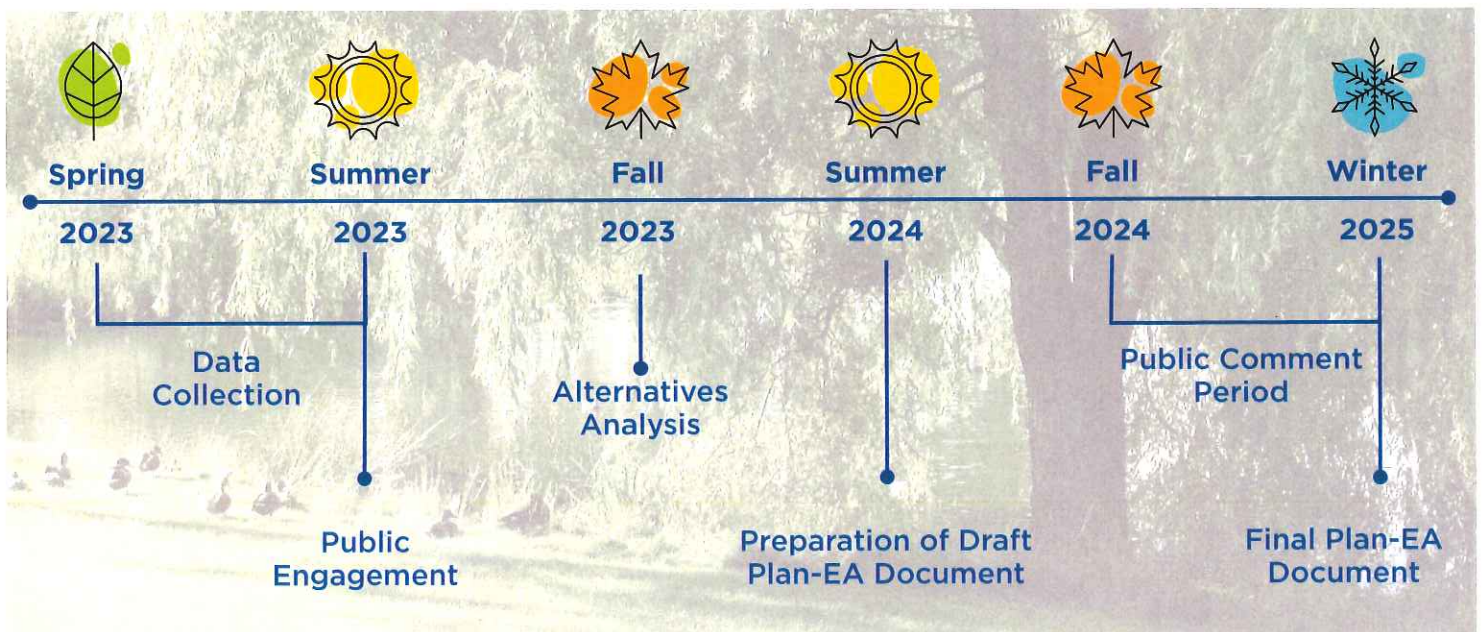 Spring
Summer
Fall
Summer
Fall
Winter
2023
2023
2023
2024
2024
2025
Data
Collection
Alternatives
Analysis
Public Comment
Period
Public
Engagement
Preparation of Draft
Plan-EA Document
Final Plan-EA
Document